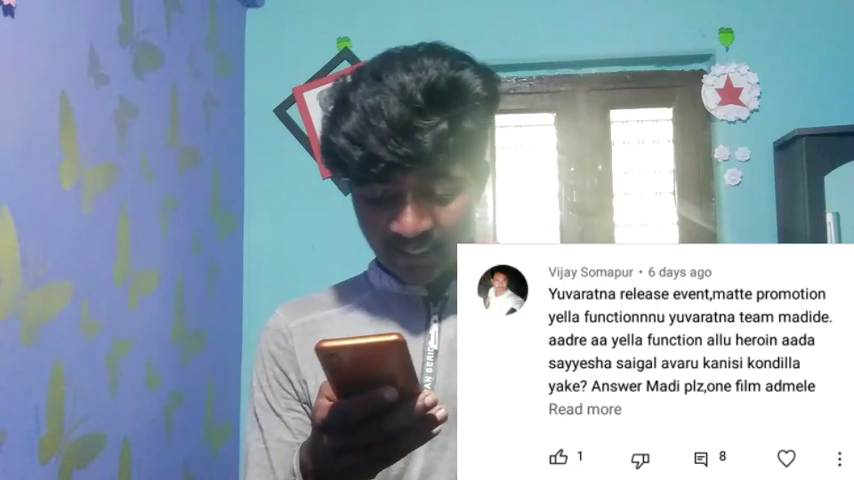 Vijay Somapur • 6 days ago
Yuvaratna release event,matte promotion
yella functionnnu yuvaratna team madide.
aadre aa yella function allu heroin aada
sayyesha saigal avaru kanisi kondilla
yake? Answer Madi plz,one film admele
Read more
1
8